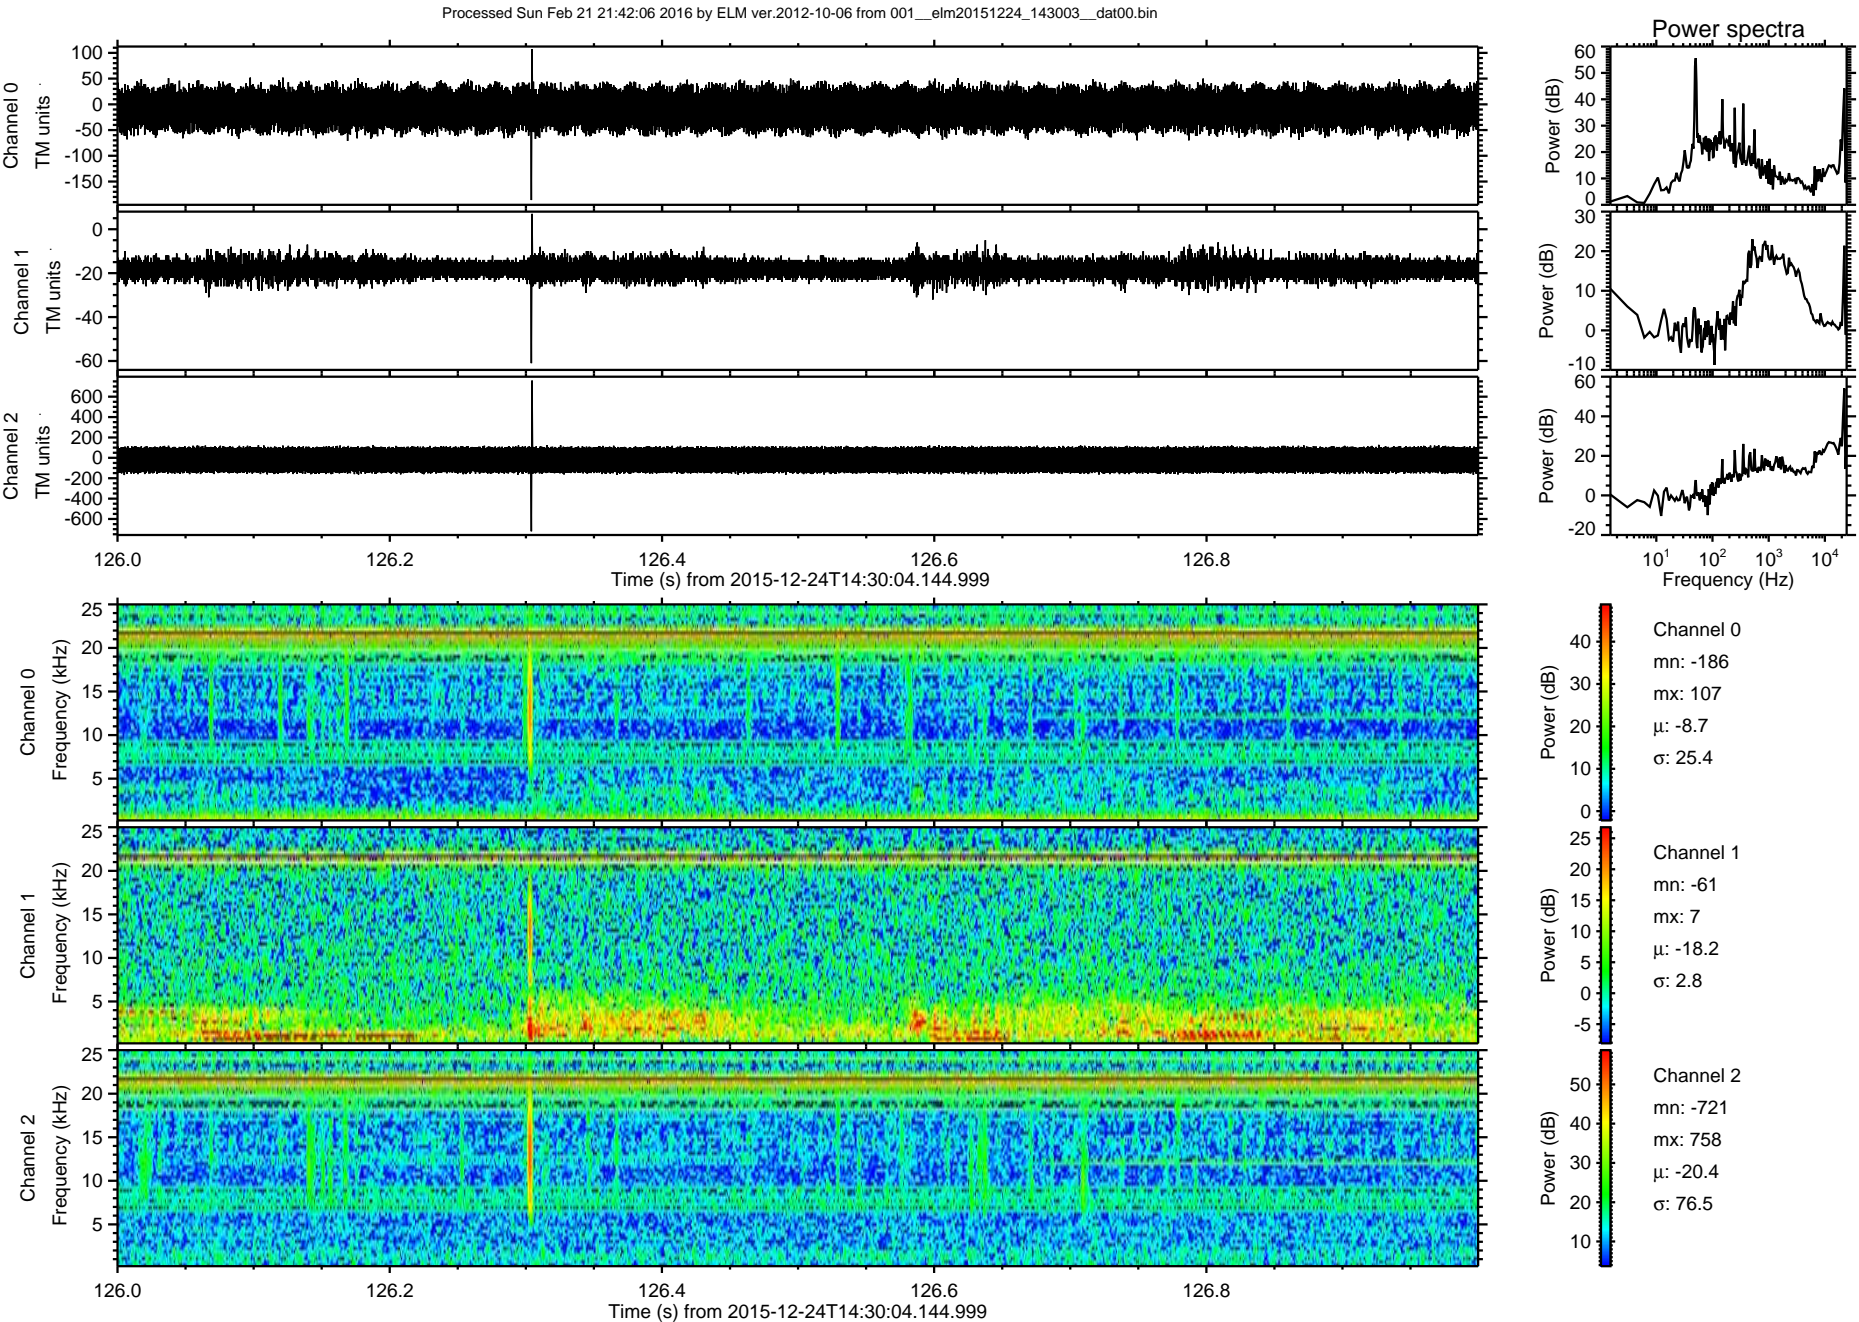 Processed Sun Feb 21 21:42:06 2016 by ELM ver.2012-10-06 from 001__elm20151224_143003__dat00.bin
Power spectra
Channel 0
TM units
100
50
0
-50
-100
-150
Power (dB)
60
50
40
30
20
10
0
Channel 1
TM units
0
-20
-40
-60
Power (dB)
30
20
10
0
-10
Channel 2
TM units
600
400
200
0
-200
-400
-600
Power (dB)
60
40
20
0
-20
126.0 126.2 126.4 126.6 126.8
Time (s) from 2015-12-24T14:30:04.144.999
10^1 10^2 10^3 10^4
Frequency (Hz)
Channel 0
Frequency (kHz)
25
20
15
10
5
Power (dB)
40
30
20
10
0
Channel 0
mn: -186
mx: 107
μ: -8.7
σ: 25.4
Channel 1
Frequency (kHz)
25
20
15
10
5
Power (dB)
25
20
15
10
5
0
-5
Channel 1
mn: -61
mx: 7
μ: -18.2
σ: 2.8
Channel 2
Frequency (kHz)
25
20
15
10
5
Power (dB)
50
40
30
20
10
Channel 2
mn: -721
mx: 758
μ: -20.4
σ: 76.5
126.0 126.2 126.4 126.6 126.8
Time (s) from 2015-12-24T14:30:04.144.999